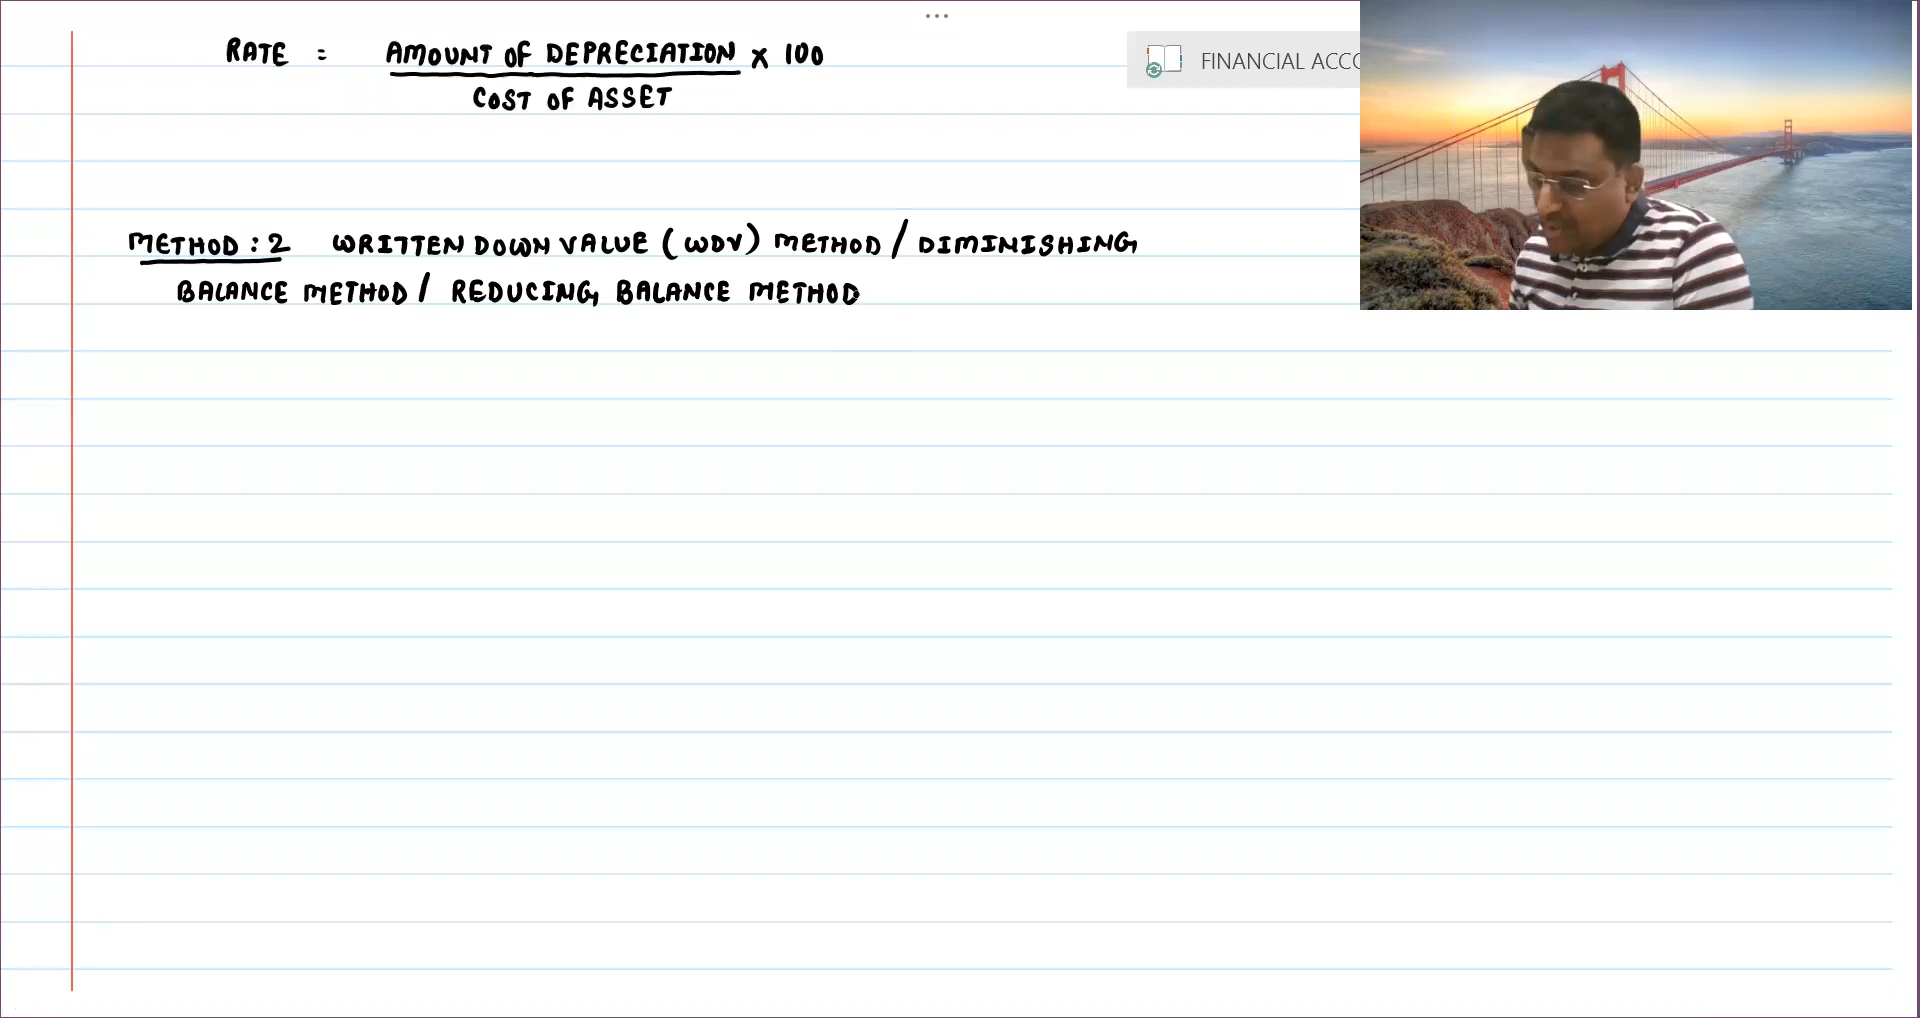 RATE = AMOUNT OF DEPRECIATION x 100
COST OF ASSET
FINANCIAL ACCO
METHOD : 2 WRITTEN DOWN VALUE (WDV) METHOD / DIMINISHING
BALANCE METHOD / REDUCING BALANCE METHOD